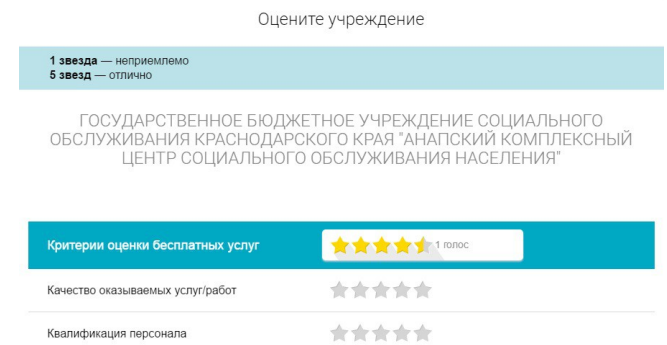 Оцените учреждение
1 звезда — неприемлемо
5 звезд — отлично
ГОСУДАРСТВЕННОЕ БЮДЖЕТНОЕ УЧРЕЖДЕНИЕ СОЦИАЛЬНОГО
ОБСЛУЖИВАНИЯ КРАСНОДАРСКОГО КРАЯ "АНАПСКИЙ КОМПЛЕКСНЫЙ
ЦЕНТР СОЦИАЛЬНОГО ОБСЛУЖИВАНИЯ НАСЕЛЕНИЯ"
Критерии оценки бесплатных услуг 1 голос
Качество оказываемых услуг/работ
Квалификация персонала